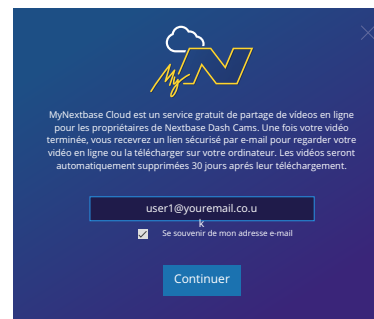 My N
MyNextbase Cloud est un service gratuit de partage de vídeos en ligne
pour les propriétaires de Nextbase Dash Cams. Une fois votre vidéo
terminée, vous recevrez un lien sécurisé par e-mail pour regarder votre
vidéo en ligne ou la télécharger sur votre ordinateur. Les vidéos seront
automatiquement supprimées 30 jours aprés leur téléchargement.
user1@youremail.co.u
k
Se souvenir de mon adresse e-mail
Continuer